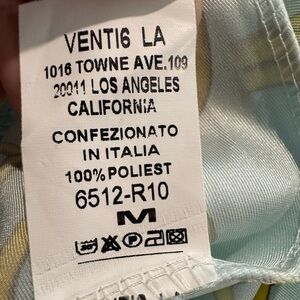 VENTI6 LA
1016 TOWNE AVE.109
20011 LOS ANGELES
CALIFORNIA
CONFEZIONATO
IN ITALIA
100% POLIEST
6512-R10
M